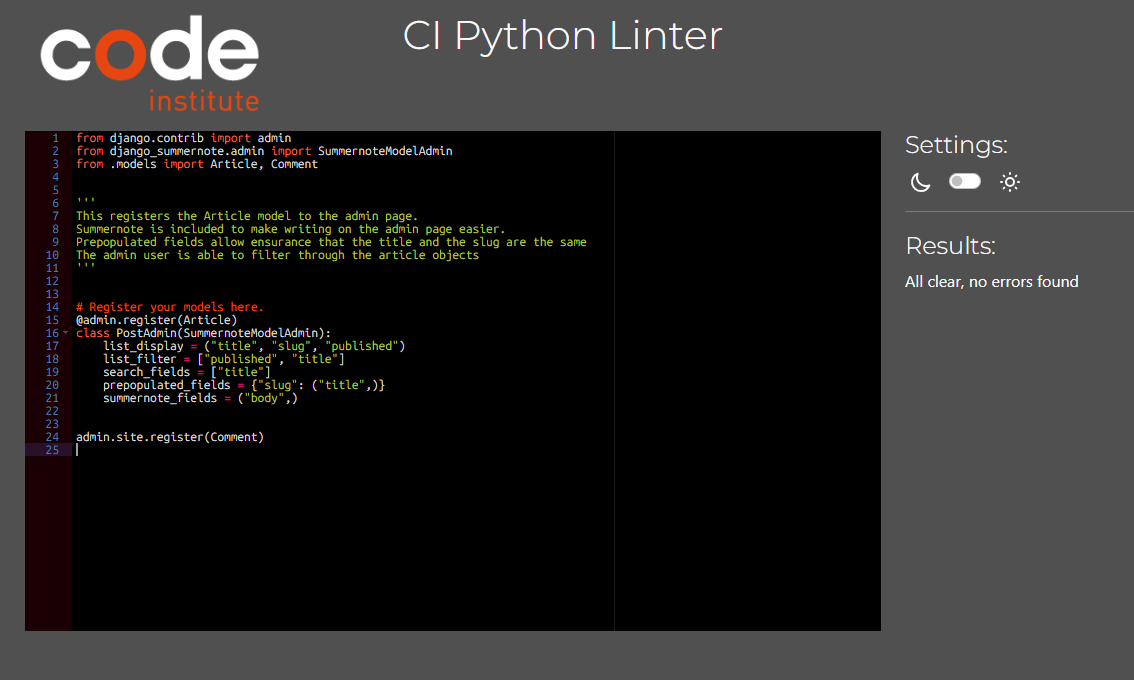 code
institute
CI Python Linter
1 from django.contrib import admin
2 from django_summernote.admin import SummernoteModelAdmin
3 from .models import Article, Comment
4
5
6 '''
7 This registers the Article model to the admin page.
8 Summernote is included to make writing on the admin page easier.
9 Prepopulated fields allow ensurance that the title and the slug are the same
10 The admin user is able to filter through the article objects
11 '''
12
13
14 # Register your models here.
15 @admin.register(Article)
16 class PostAdmin(SummernoteModelAdmin):
17     list_display = ("title", "slug", "published")
18     list_filter = ["published", "title"]
19     search_fields = ["title"]
20     prepopulated_fields = {"slug": ("title",)}
21     summernote_fields = ("body",)
22
23
24 admin.site.register(Comment)
25
Settings:
Results:
All clear, no errors found